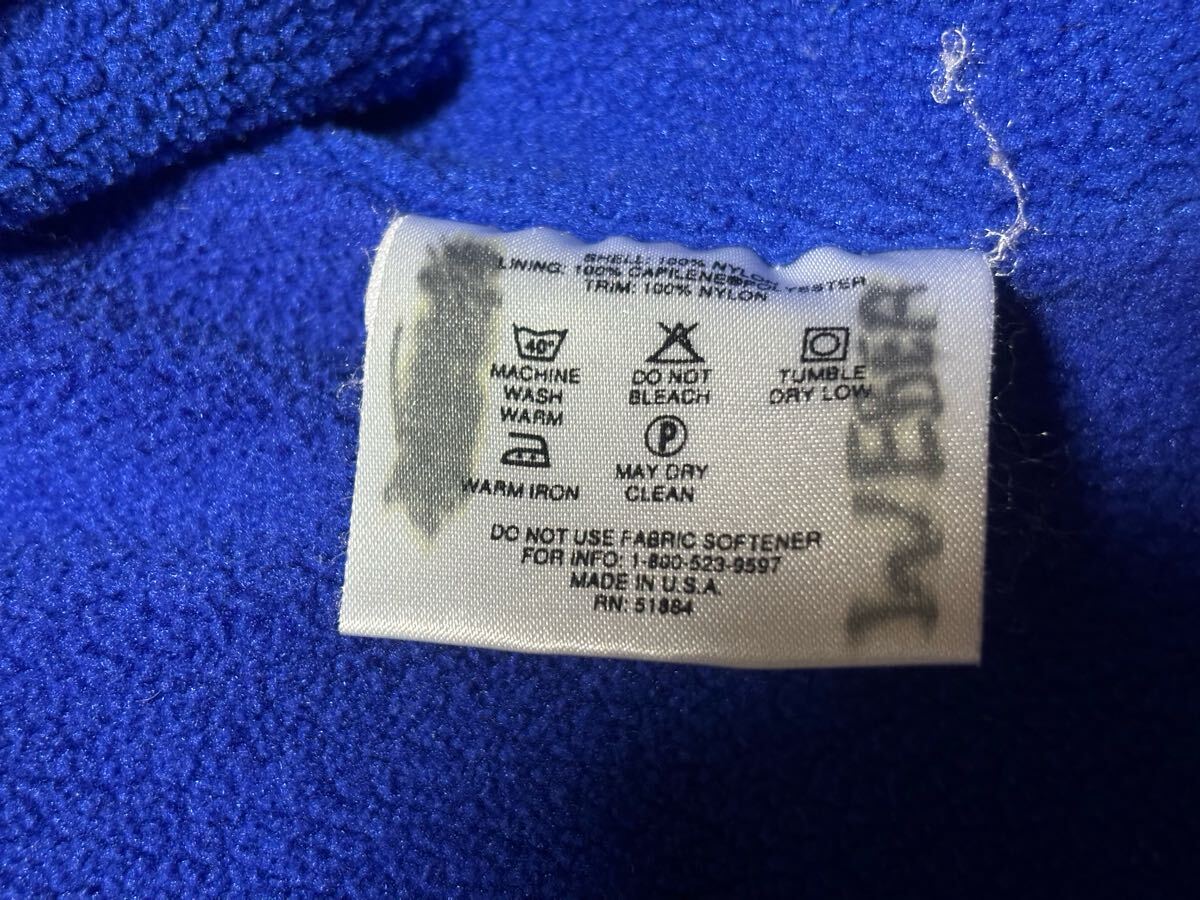 SHELL: 100% NYLON
LINING: 100% CAPILENE®POLYESTER
TRIM: 100% NYLON
40°
MACHINE WASH WARM
DO NOT BLEACH
TUMBLE DRY LOW
WARM IRON
P
MAY DRY CLEAN
DO NOT USE FABRIC SOFTENER
FOR INFO: 1-800-523-9597
MADE IN U.S.A.
RN: 51884